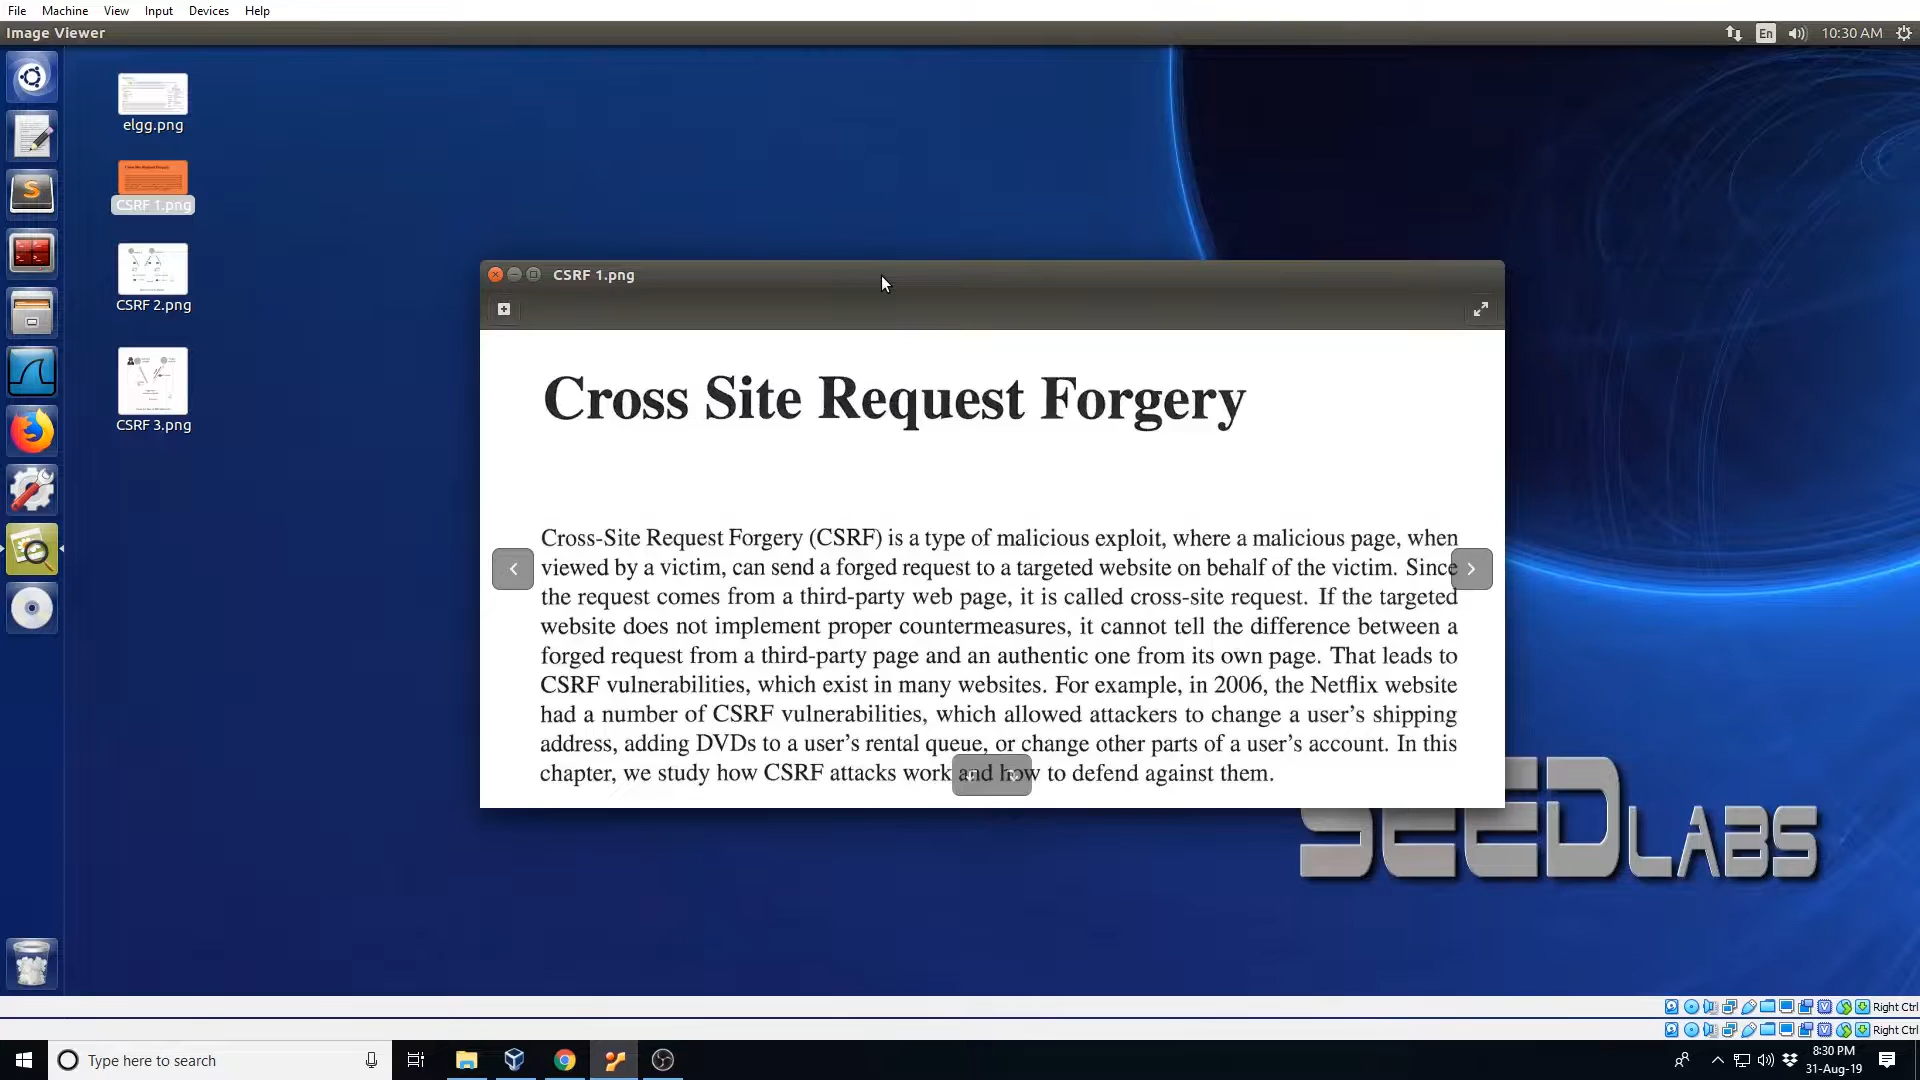 File Machine View Input Devices Help
Image Viewer
En
10:30 AM
elgg.png
CSRF 1.png
CSRF 2.png
CSRF 3.png
CSRF 1.png
Cross Site Request Forgery
Cross-Site Request Forgery (CSRF) is a type of malicious exploit, where a malicious page, when
viewed by a victim, can send a forged request to a targeted website on behalf of the victim. Since
the request comes from a third-party web page, it is called cross-site request. If the targeted
website does not implement proper countermeasures, it cannot tell the difference between a
forged request from a third-party page and an authentic one from its own page. That leads to
CSRF vulnerabilities, which exist in many websites. For example, in 2006, the Netflix website
had a number of CSRF vulnerabilities, which allowed attackers to change a user's shipping
address, adding DVDs to a user's rental queue, or change other parts of a user's account. In this
chapter, we study how CSRF attacks work and how to defend against them.
SEEDLABS
Right Ctrl
Right Ctrl
Type here to search
8:30 PM
31-Aug-19